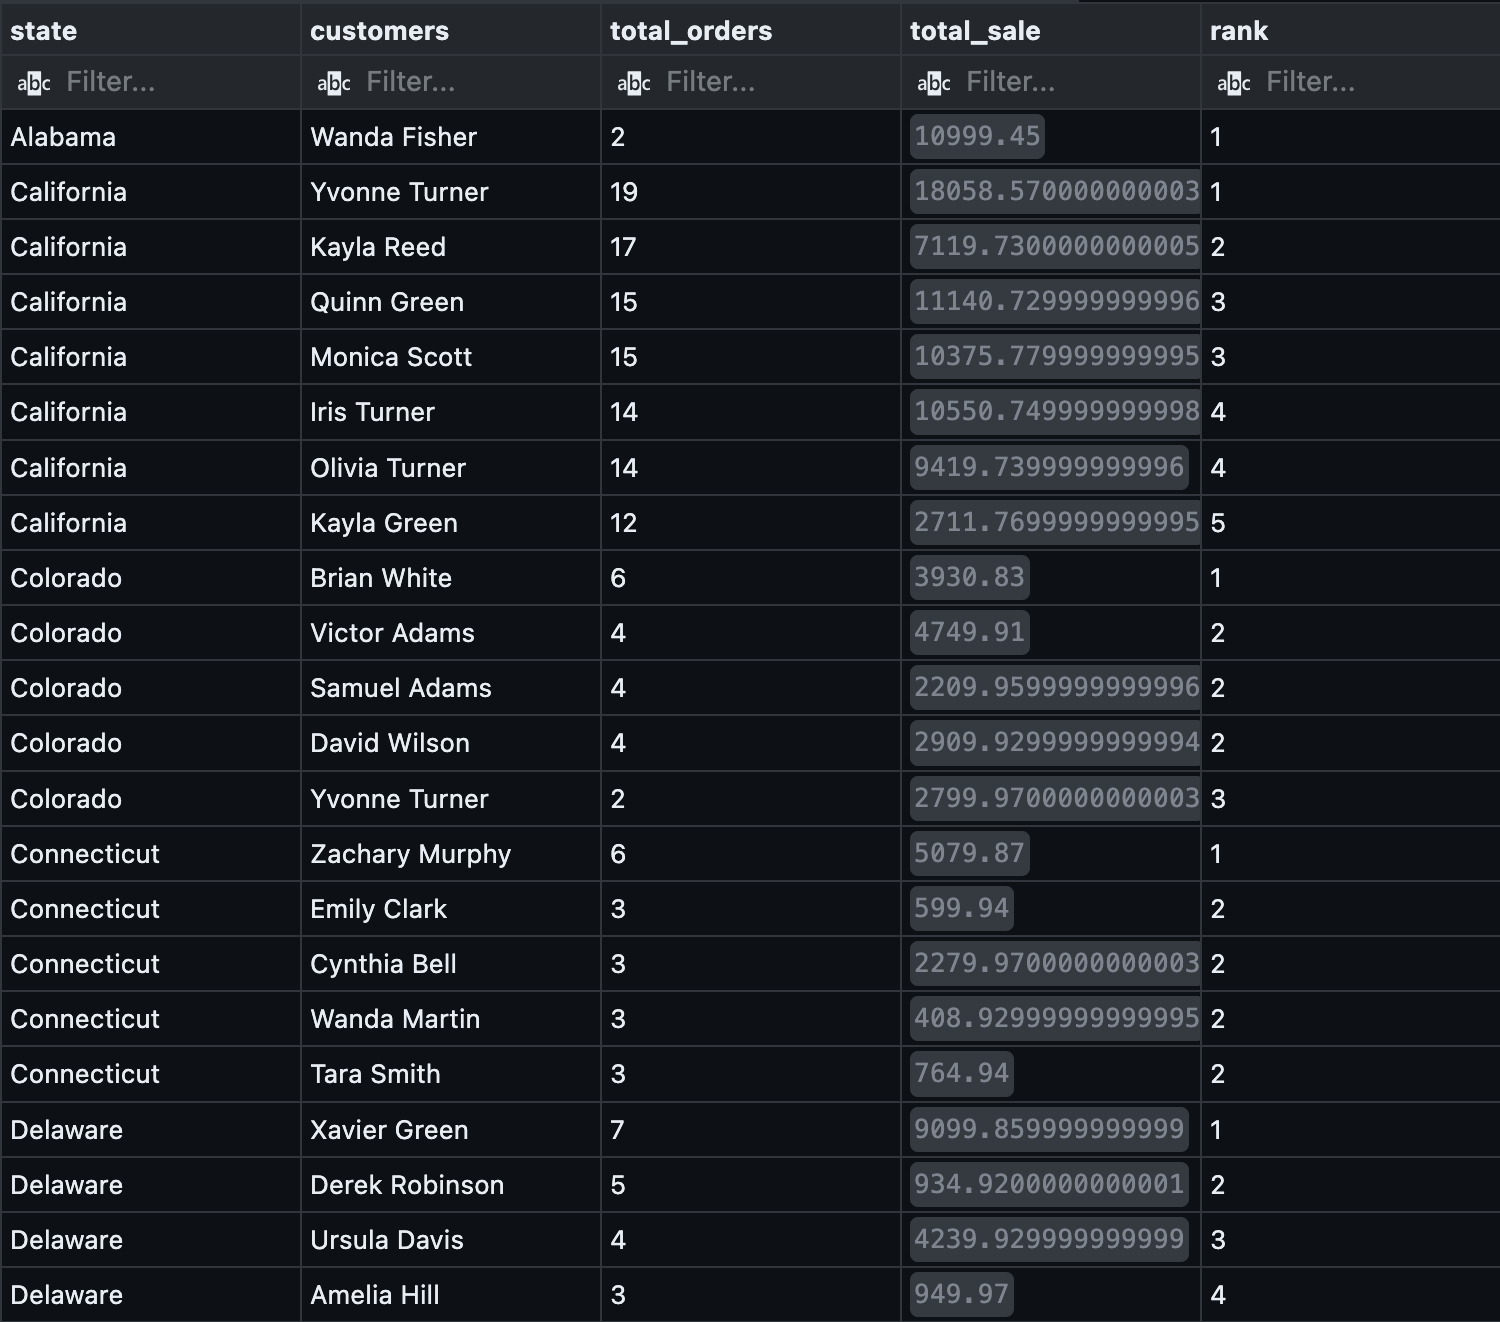 state customers total_orders total_sale rank
abc Filter... abc Filter... abc Filter... abc Filter... abc Filter...
Alabama Wanda Fisher 2 10999.45 1
California Yvonne Turner 19 18058.570000000003 1
California Kayla Reed 17 7119.7300000000005 2
California Quinn Green 15 11140.729999999996 3
California Monica Scott 15 10375.779999999995 3
California Iris Turner 14 10550.749999999998 4
California Olivia Turner 14 9419.739999999996 4
California Kayla Green 12 2711.7699999999995 5
Colorado Brian White 6 3930.83 1
Colorado Victor Adams 4 4749.91 2
Colorado Samuel Adams 4 2209.9599999999996 2
Colorado David Wilson 4 2909.9299999999994 2
Colorado Yvonne Turner 2 2799.9700000000003 3
Connecticut Zachary Murphy 6 5079.87 1
Connecticut Emily Clark 3 599.94 2
Connecticut Cynthia Bell 3 2279.9700000000003 2
Connecticut Wanda Martin 3 408.92999999999995 2
Connecticut Tara Smith 3 764.94 2
Delaware Xavier Green 7 9099.859999999999 1
Delaware Derek Robinson 5 934.9200000000001 2
Delaware Ursula Davis 4 4239.929999999999 3
Delaware Amelia Hill 3 949.97 4